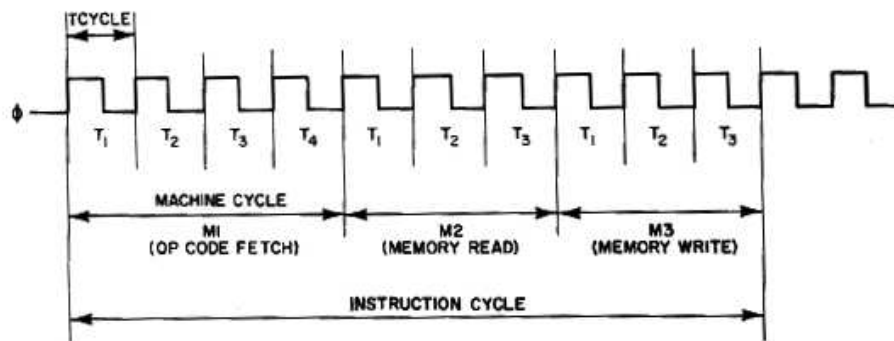 TCYCLE
ϕ
T1 T2 T3 T4 T1 T2 T3 T1 T2 T3
MACHINE CYCLE
M1 M2 M3
(OP CODE FETCH) (MEMORY READ) (MEMORY WRITE)
INSTRUCTION CYCLE